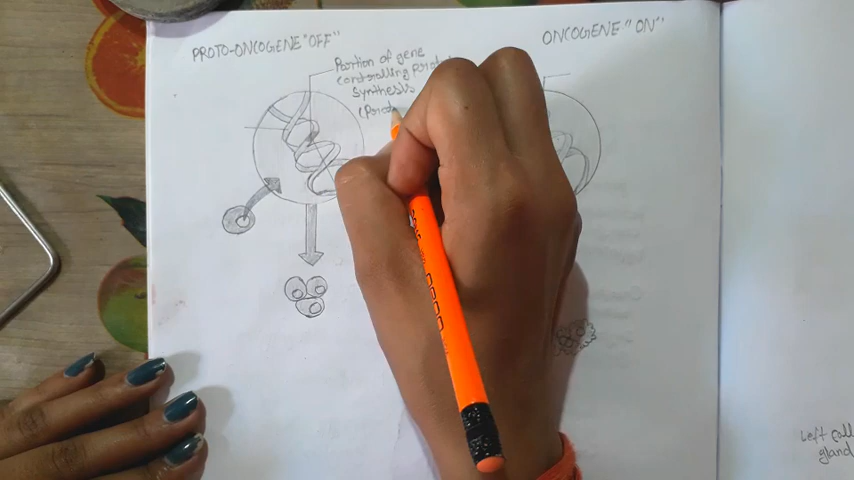 PROTO-ONCOGENE "OFF"
ONCOGENE "ON"
Portion of gene
controlling
synthesis
Left
gland